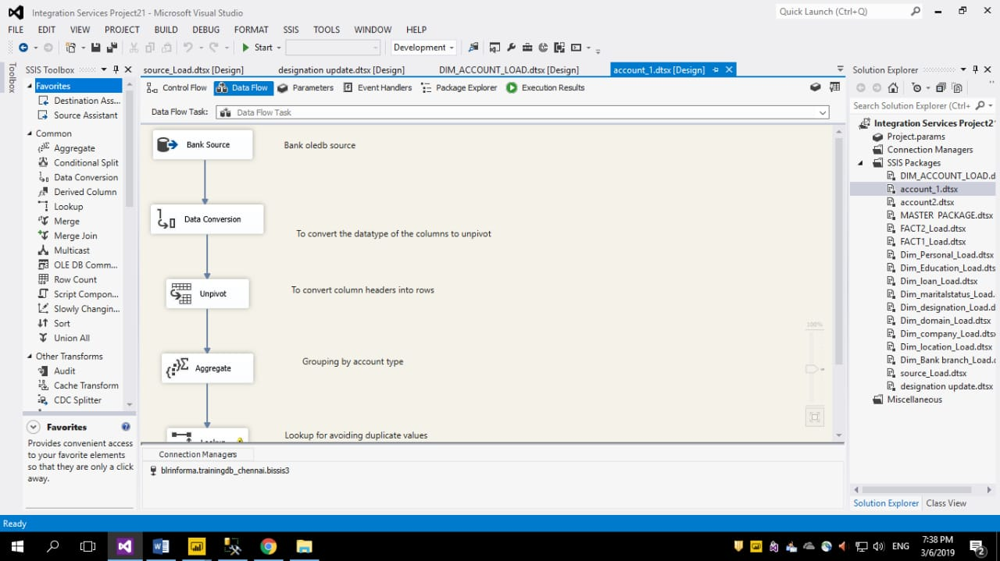 Integration Services Project21 - Microsoft Visual Studio
Quick Launch (Ctrl+Q)
FILE EDIT VIEW PROJECT BUILD DEBUG FORMAT SSIS TOOLS WINDOW HELP
Start
Development
Toolbox
SSIS Toolbox
Favorites
Destination Ass...
Source Assistant
Common
Aggregate
Conditional Split
Data Conversion
Derived Column
Lookup
Merge
Merge Join
Multicast
OLE DB Comm...
Row Count
Script Compon...
Slowly Changin...
Sort
Union All
Other Transforms
Audit
Cache Transform
CDC Splitter
Favorites
Provides convenient access
to your favorite elements
so that they are only a click
away.
source_Load.dtsx [Design] designation update.dtsx [Design] DIM_ACCOUNT_LOAD.dtsx [Design] account_1.dtsx [Design]
Control Flow Data Flow Parameters Event Handlers Package Explorer Execution Results
Data Flow Task: Data Flow Task
Bank Source Bank oledb source
Data Conversion
To convert the datatype of the columns to unpivot
Unpivot To convert column headers into rows
Aggregate Grouping by account type
Lookup for avoiding duplicate values
Lookup
100%
Connection Managers
blrinforma.trainingdb_chennai.bissis3
Solution Explorer
Search Solution Explorer (Ctrl+
Integration Services Project2
Project.params
Connection Managers
SSIS Packages
DIM_ACCOUNT_LOAD.d
account_1.dtsx
account2.dtsx
MASTER PACKAGE.dtsx
FACT2_Load.dtsx
FACT1_Load.dtsx
Dim_Personal_Load.dtsx
Dim_Education_Load.dts
Dim_loan_Load.dtsx
Dim_maritalstatus_Load.
Dim_designation_Load.d
Dim_domain_Load.dtsx
Dim_company_Load.dtsx
Dim_location_Load.dtsx
Dim_Bank branch_Load.
source_Load.dtsx
designation update.dtsx
Miscellaneous
Solution Explorer Class View
Ready
ENG
7:38 PM
3/6/2019
2